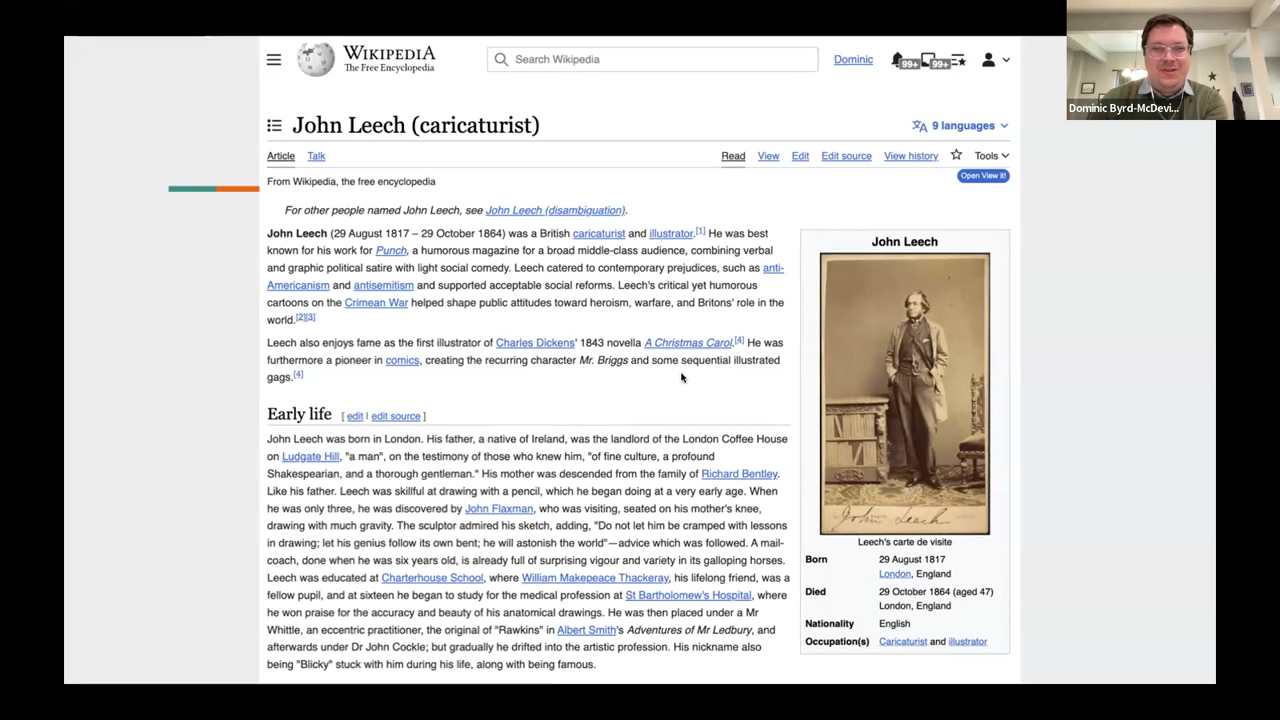 WIKIPEDIA
The Free Encyclopedia
Search Wikipedia
Dominic
99+
99+
Dominic Byrd-McDevi...
John Leech (caricaturist)
9 languages
Article Talk
Read View Edit Edit source View history Tools
From Wikipedia, the free encyclopedia
Open View it!
For other people named John Leech, see John Leech (disambiguation).
John Leech (29 August 1817 – 29 October 1864) was a British caricaturist and illustrator.[1] He was best
known for his work for Punch, a humorous magazine for a broad middle-class audience, combining verbal
and graphic political satire with light social comedy. Leech catered to contemporary prejudices, such as anti-
Americanism and antisemitism and supported acceptable social reforms. Leech's critical yet humorous
cartoons on the Crimean War helped shape public attitudes toward heroism, warfare, and Britons' role in the
world.[2][3]
Leech also enjoys fame as the first illustrator of Charles Dickens' 1843 novella A Christmas Carol.[4] He was
furthermore a pioneer in comics, creating the recurring character Mr. Briggs and some sequential illustrated
gags.[4]
Early life [ edit | edit source ]
John Leech was born in London. His father, a native of Ireland, was the landlord of the London Coffee House
on Ludgate Hill, "a man", on the testimony of those who knew him, "of fine culture, a profound
Shakespearian, and a thorough gentleman." His mother was descended from the family of Richard Bentley.
Like his father. Leech was skillful at drawing with a pencil, which he began doing at a very early age. When
he was only three, he was discovered by John Flaxman, who was visiting, seated on his mother's knee,
drawing with much gravity. The sculptor admired his sketch, adding, "Do not let him be cramped with lessons
in drawing; let his genius follow its own bent; he will astonish the world"—advice which was followed. A mail-
coach, done when he was six years old, is already full of surprising vigour and variety in its galloping horses.
Leech was educated at Charterhouse School, where William Makepeace Thackeray, his lifelong friend, was a
fellow pupil, and at sixteen he began to study for the medical profession at St Bartholomew's Hospital, where
he won praise for the accuracy and beauty of his anatomical drawings. He was then placed under a Mr
Whittle, an eccentric practitioner, the original of "Rawkins" in Albert Smith's Adventures of Mr Ledbury, and
afterwards under Dr John Cockle; but gradually he drifted into the artistic profession. His nickname also
being "Blicky" stuck with him during his life, along with being famous.
John Leech
John Leech
Leech's carte de visite
Born 29 August 1817
London, England
Died 29 October 1864 (aged 47)
London, England
Nationality English
Occupation(s) Caricaturist and illustrator